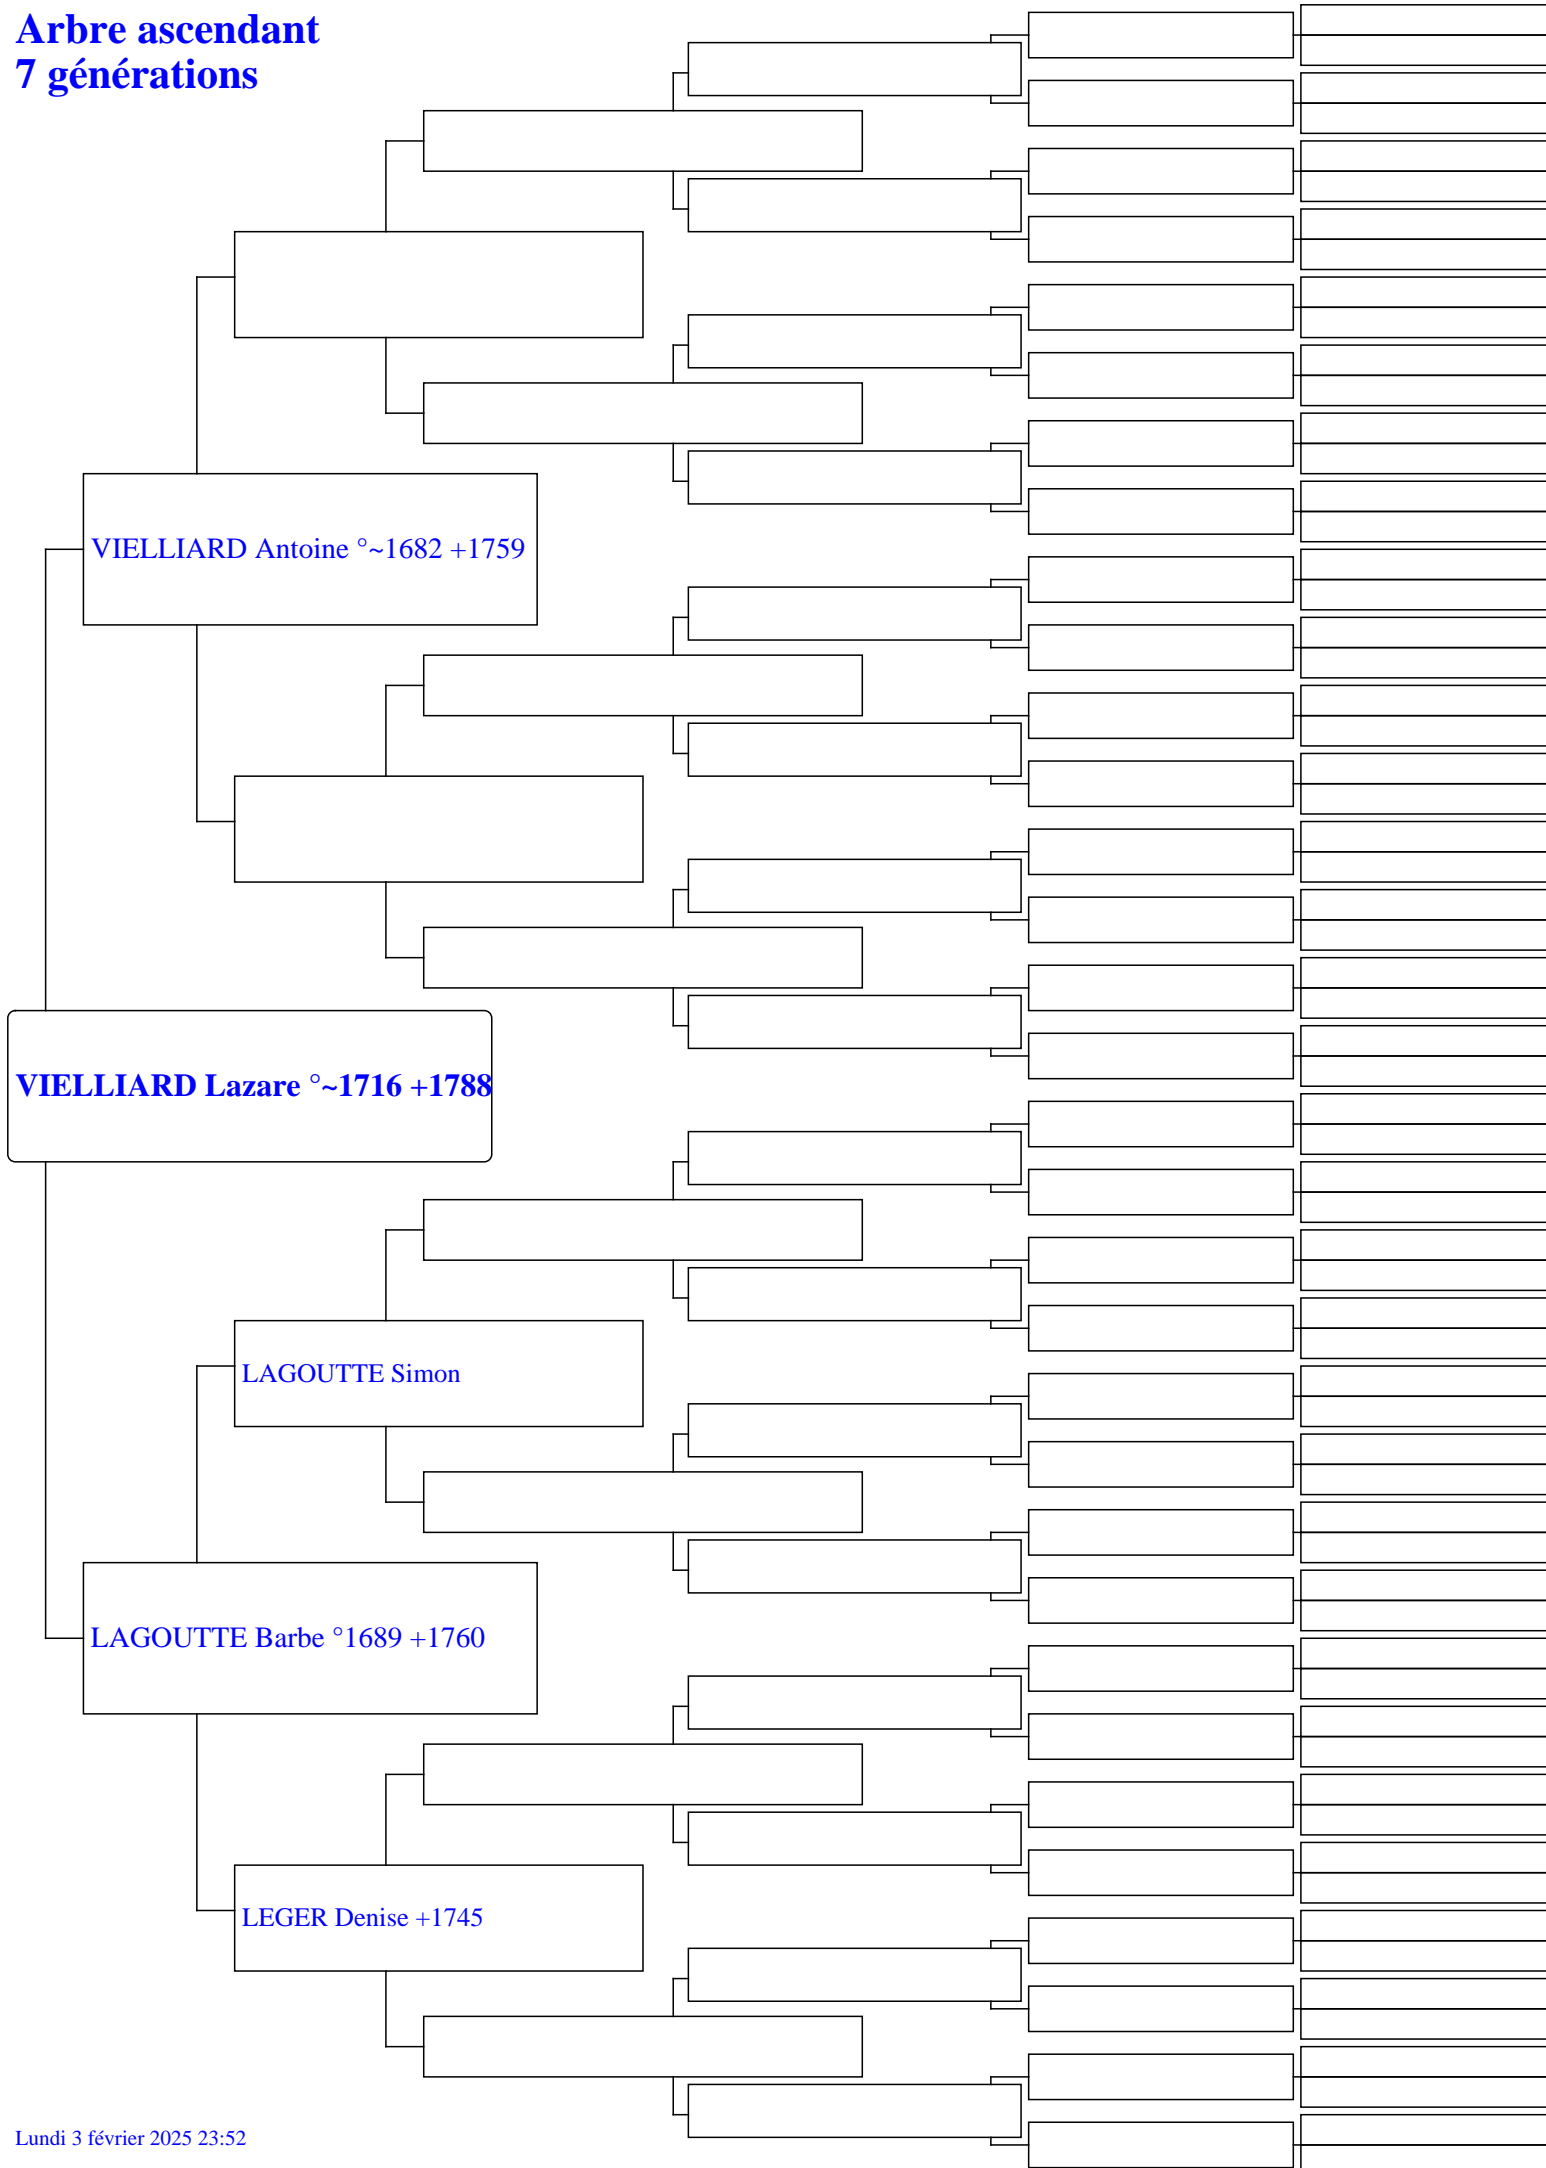 Arbre ascendant
7 générations
VIELLIARD Antoine °~1682 +1759
VIELLIARD Lazare °~1716 +1788
LAGOUTTE Simon
LAGOUTTE Barbe °1689 +1760
LEGER Denise +1745
Lundi 3 février 2025 23:52